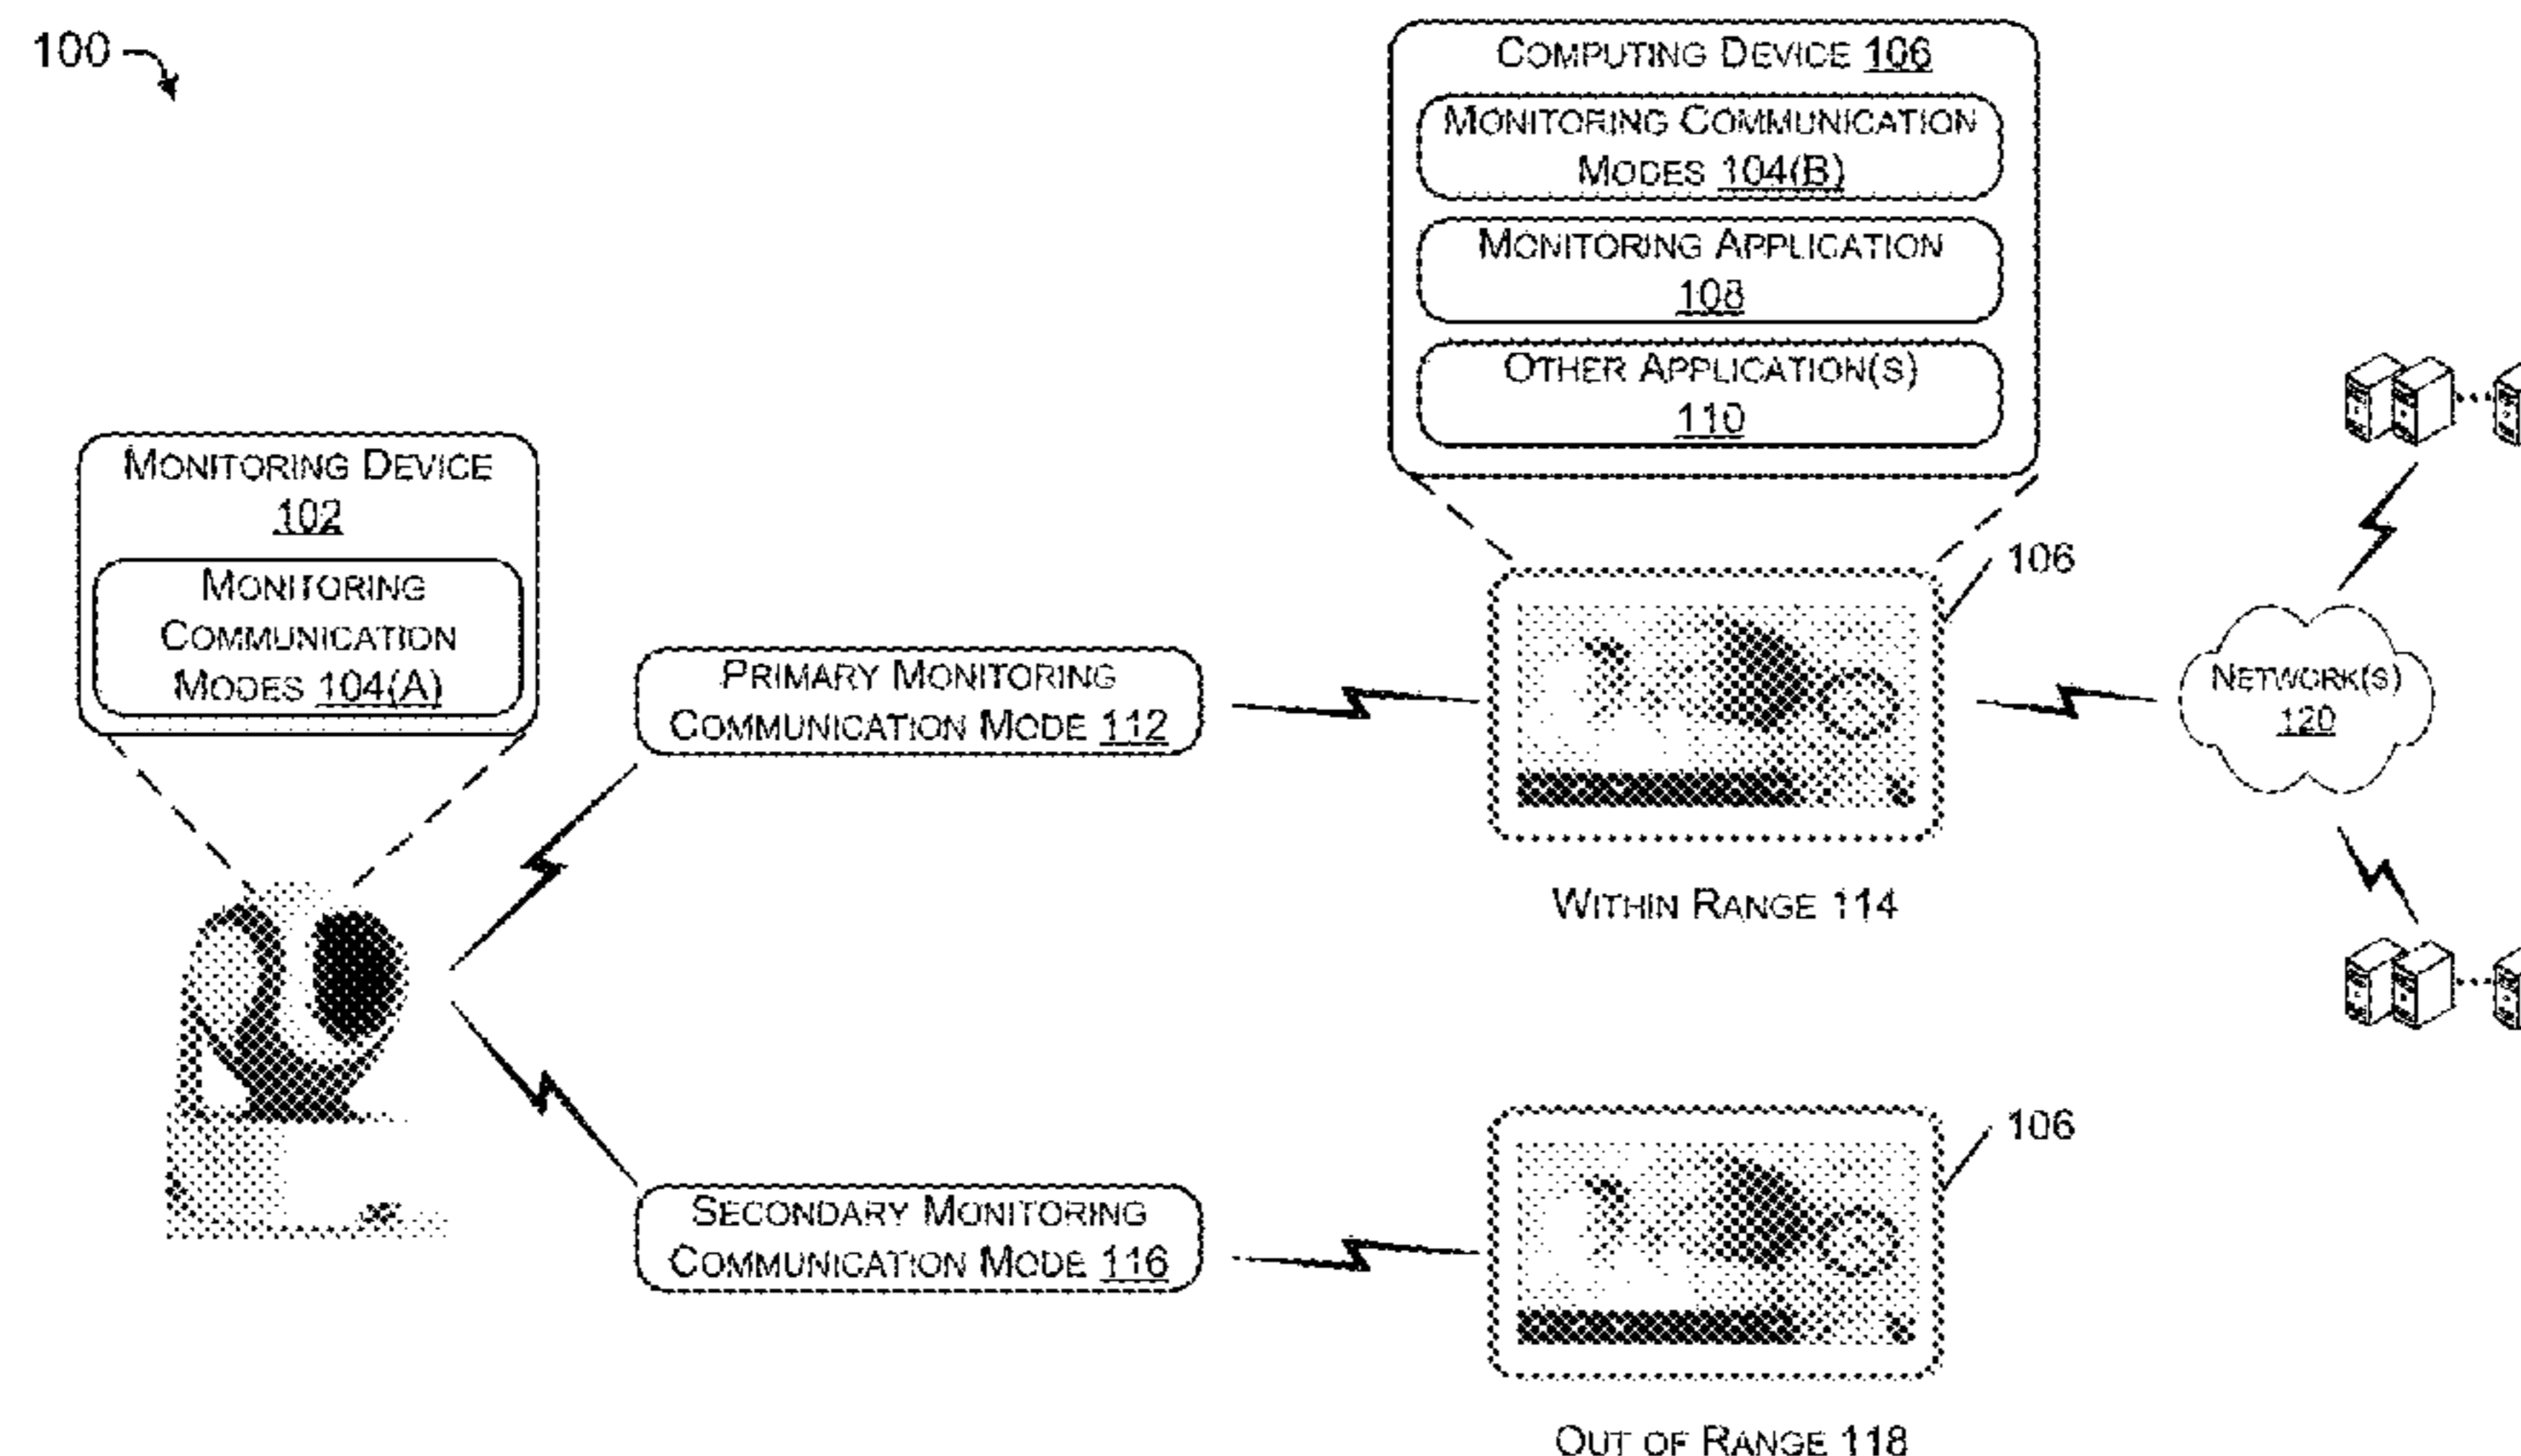 100
COMPUTING DEVICE 106
MONITORING COMMUNICATION
MODES 104(B)
MONITORING APPLICATION
108
OTHER APPLICATION(S)
110
MONITORING DEVICE
102
MONITORING
COMMUNICATION
MODES 104(A)
106
PRIMARY MONITORING
COMMUNICATION MODE 112
NETWORK(S)
120
WITHIN RANGE 114
106
SECONDARY MONITORING
COMMUNICATION MODE 116
OUT OF RANGE 118